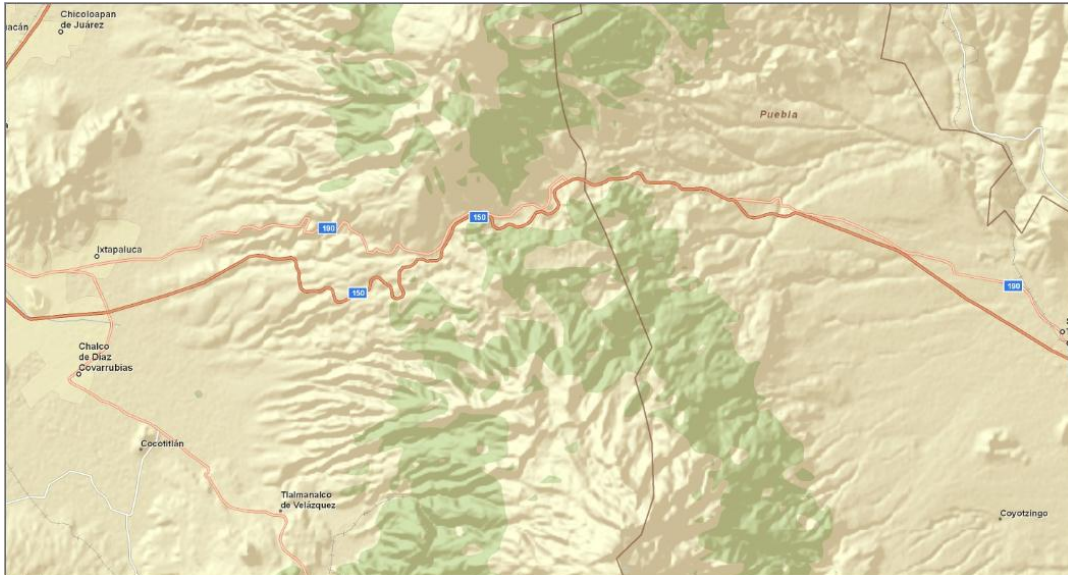 Chicoloapan
de Juárez
Puebla
150
190
Ixtapaluca
190
150
Chalco
de Díaz
Covarrubias
Cocotitlán
Tlalmanalco
de Velázquez
Coyotzingo